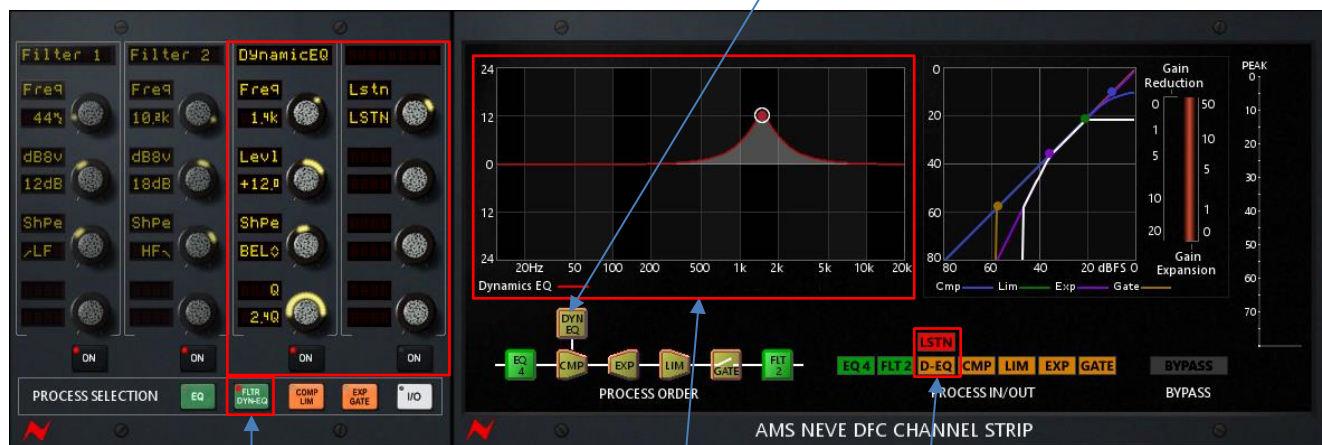 Filter 1
Freq
44Hz
dB8v
12dB
ShPe
LF
ON
Filter 2
Freq
10.2k
dB8v
18dB
ShPe
HF
ON
DynamicEQ
Freq
1.4k
Levl
+12.0
ShPe
BEL
Q
2.4Q
ON
Lstn
LSTN
ON
PROCESS SELECTION
EQ
FLTR
DYN-EQ
COMP
LIM
EXP
GATE
I/O
24
12
0
12
24
20Hz 50 100 200 500 1k 2k 5k 10k 20k
Dynamics EQ
0
20
40
60
80
80 60 40 20 dBFS 0
Cmp Lim Exp Gate
Gain
Reduction
0 50
1 10
5 5
10 1
20 0
Gain
Expansion
PEAK
0
10
20
30
40
50
60
70
DYN
EQ
EQ
4
CMP
EXP
LIM
GATE
FLT
2
PROCESS ORDER
LSTN
EQ 4 FLT 2 D-EQ CMP LIM EXP GATE
PROCESS IN/OUT
BYPASS
BYPASS
AMS NEVE DFC CHANNEL STRIP